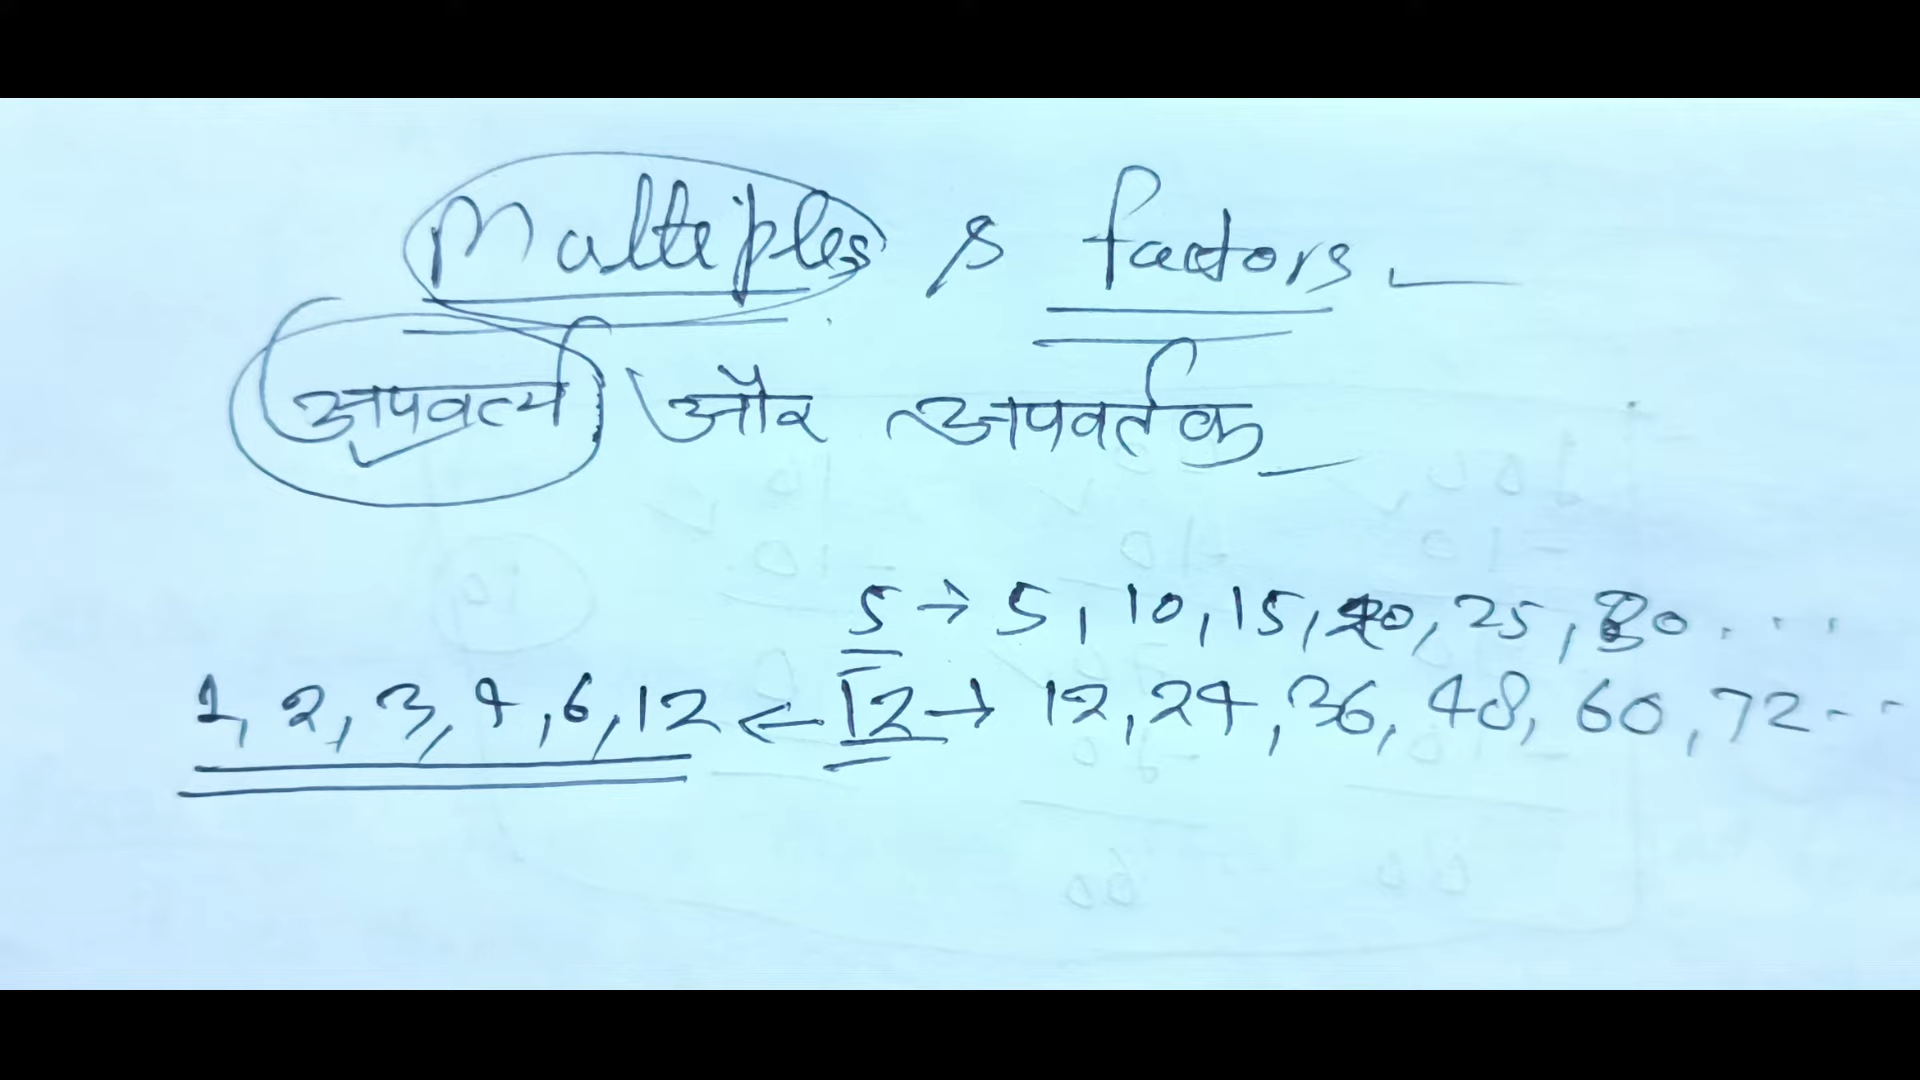 Multiples & factors
अपवर्त्य और अपवर्तक
5 → 5, 10, 15, 20, 25, 30 . . . .
1, 2, 3, 4, 6, 12 ← 12 → 12, 24, 36, 48, 60, 72 - -